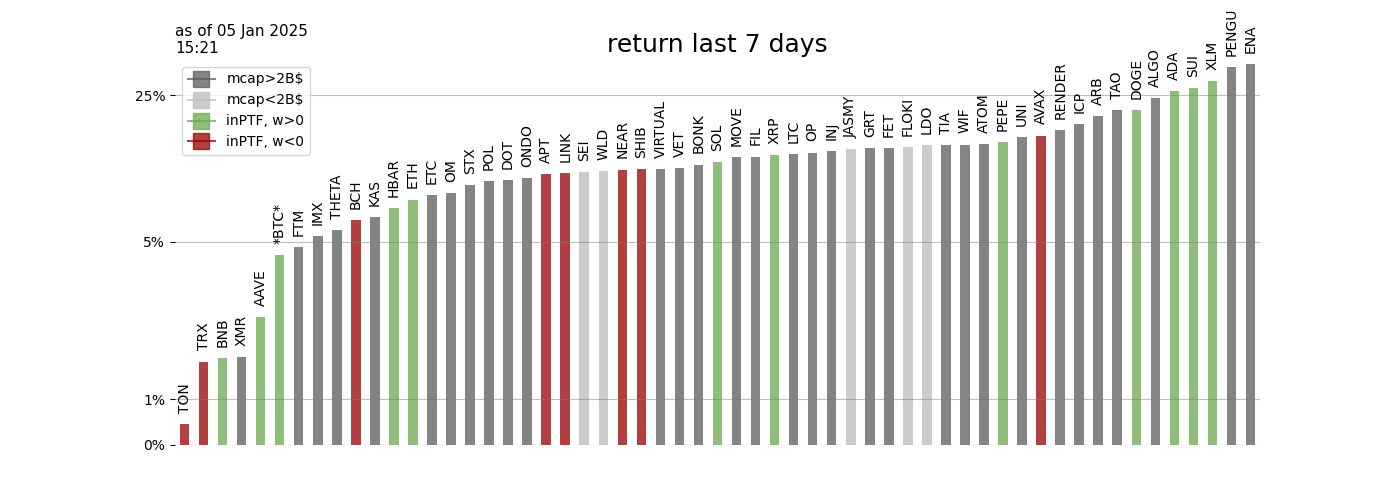 as of 05 Jan 2025
15:21
return last 7 days
mcap>2B$
mcap<2B$
inPTF, w>0
inPTF, w<0
25%
5%
1%
0%
TON
TRX
BNB
XMR
AAVE
*BTC*
FTM
IMX
THETA
BCH
KAS
HBAR
ETH
ETC
OM
STX
POL
DOT
ONDO
APT
LINK
SEI
WLD
NEAR
SHIB
VIRTUAL
VET
BONK
SOL
MOVE
FIL
XRP
LTC
OP
INJ
JASMY
GRT
FET
FLOKI
LDO
TIA
WIF
ATOM
PEPE
UNI
AVAX
RENDER
ICP
ARB
TAO
DOGE
ALGO
ADA
SUI
XLM
PENGU
ENA